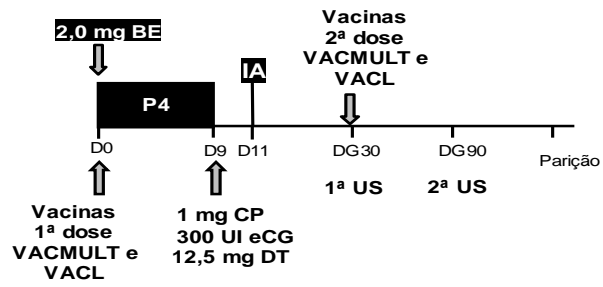 2,0 mg BE
Vacinas
2ª dose
VACMULT e
VACL
IA
P4
D0
D9
D11
DG30
DG90
Parição
1ª US
2ª US
Vacinas
1ª dose
VACMULT e
VACL
1 mg CP
300 UI eCG
12,5 mg DT